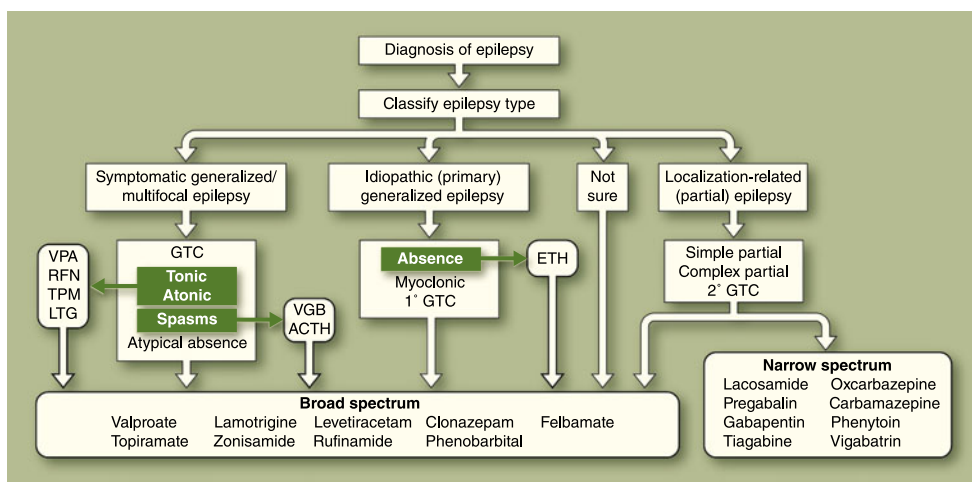 Diagnosis of epilepsy
Classify epilepsy type
Symptomatic generalized/
multifocal epilepsy
Idiopathic (primary)
generalized epilepsy
Not
sure
Localization-related
(partial) epilepsy
VPA
RFN
TPM
LTG
GTC
Tonic
Atonic
Spasms
Atypical absence
VGB
ACTH
Absence
Myoclonic
1˚ GTC
ETH
Simple partial
Complex partial
2˚ GTC
Broad spectrum
Valproate Lamotrigine Levetiracetam Clonazepam Felbamate
Topiramate Zonisamide Rufinamide Phenobarbital
Narrow spectrum
Lacosamide Oxcarbazepine
Pregabalin Carbamazepine
Gabapentin Phenytoin
Tiagabine Vigabatrin